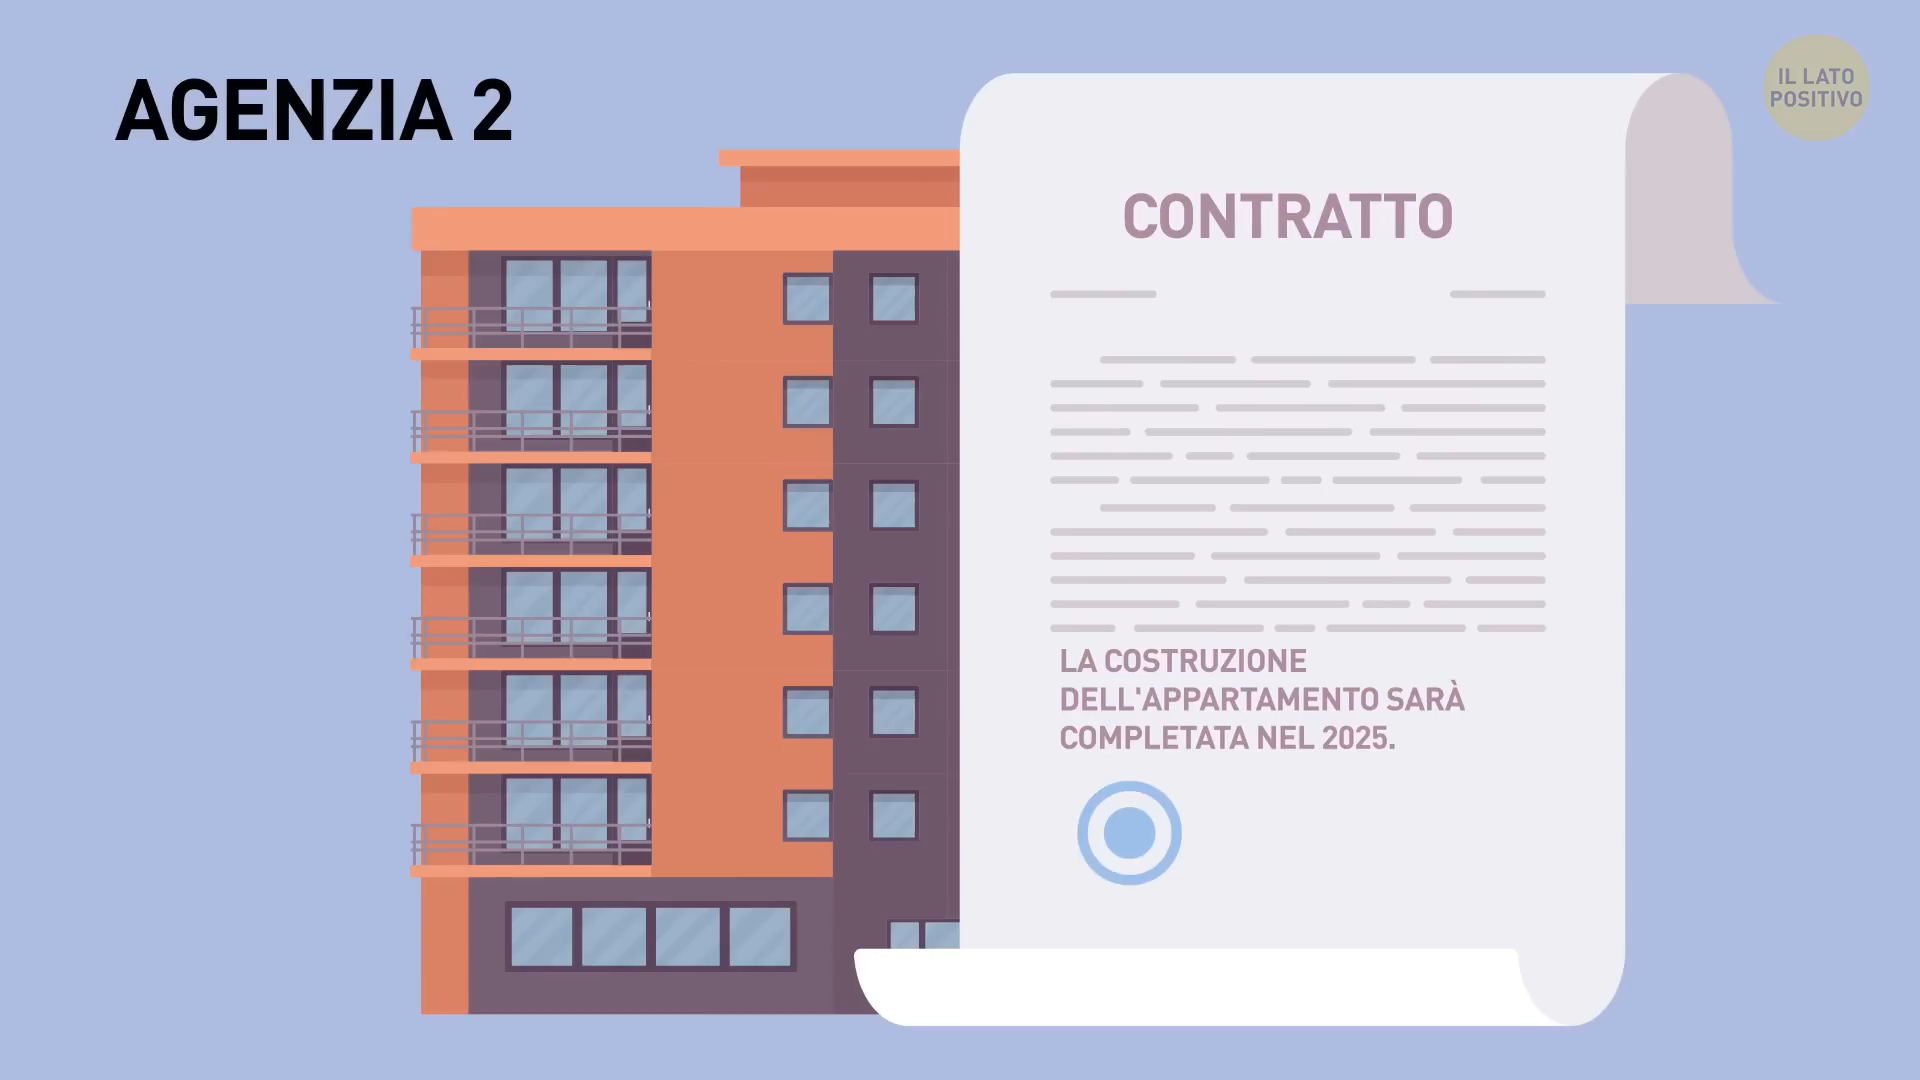 AGENZIA 2
IL LATO
POSITIVO
CONTRATTO
LA COSTRUZIONE
DELL'APPARTAMENTO SARÀ
COMPLETATA NEL 2025.